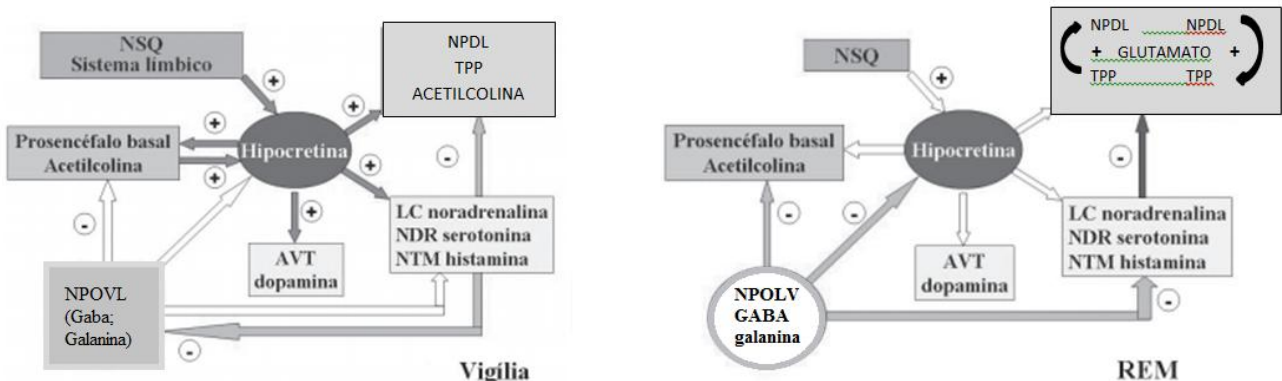 NSQ
Sistema límbico
+
NPDL
TPP
ACETILCOLINA
+
+
Prosencéfalo basal
Acetilcolina
+
Hipocretina
-
+
-
+
LC noradrenalina
NDR serotonina
NTM histamina
AVT
dopamina
NPOVL
(Gaba;
Galanina)
-
Vigília
NSQ
+
NPDL NPDL
+ GLUTAMATO +
TPP TPP
Prosencéfalo basal
Acetilcolina
Hipocretina
-
-
-
LC noradrenalina
NDR serotonina
NTM histamina
AVT
dopamina
NPOLV
GABA
galanina
-
REM